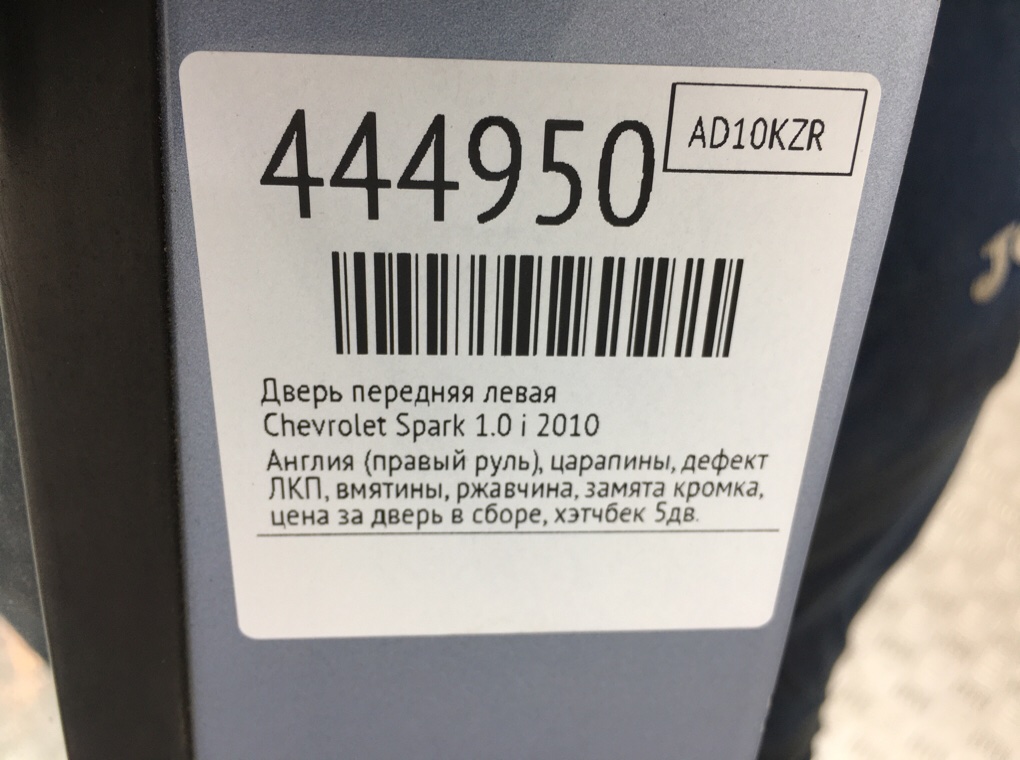 444950
AD10KZR
Дверь передняя левая
Chevrolet Spark 1.0 i 2010
Англия (правый руль), царапины, дефект
ЛКП, вмятины, ржавчина, замята кромка,
цена за дверь в сборе, хэтчбек 5дв.